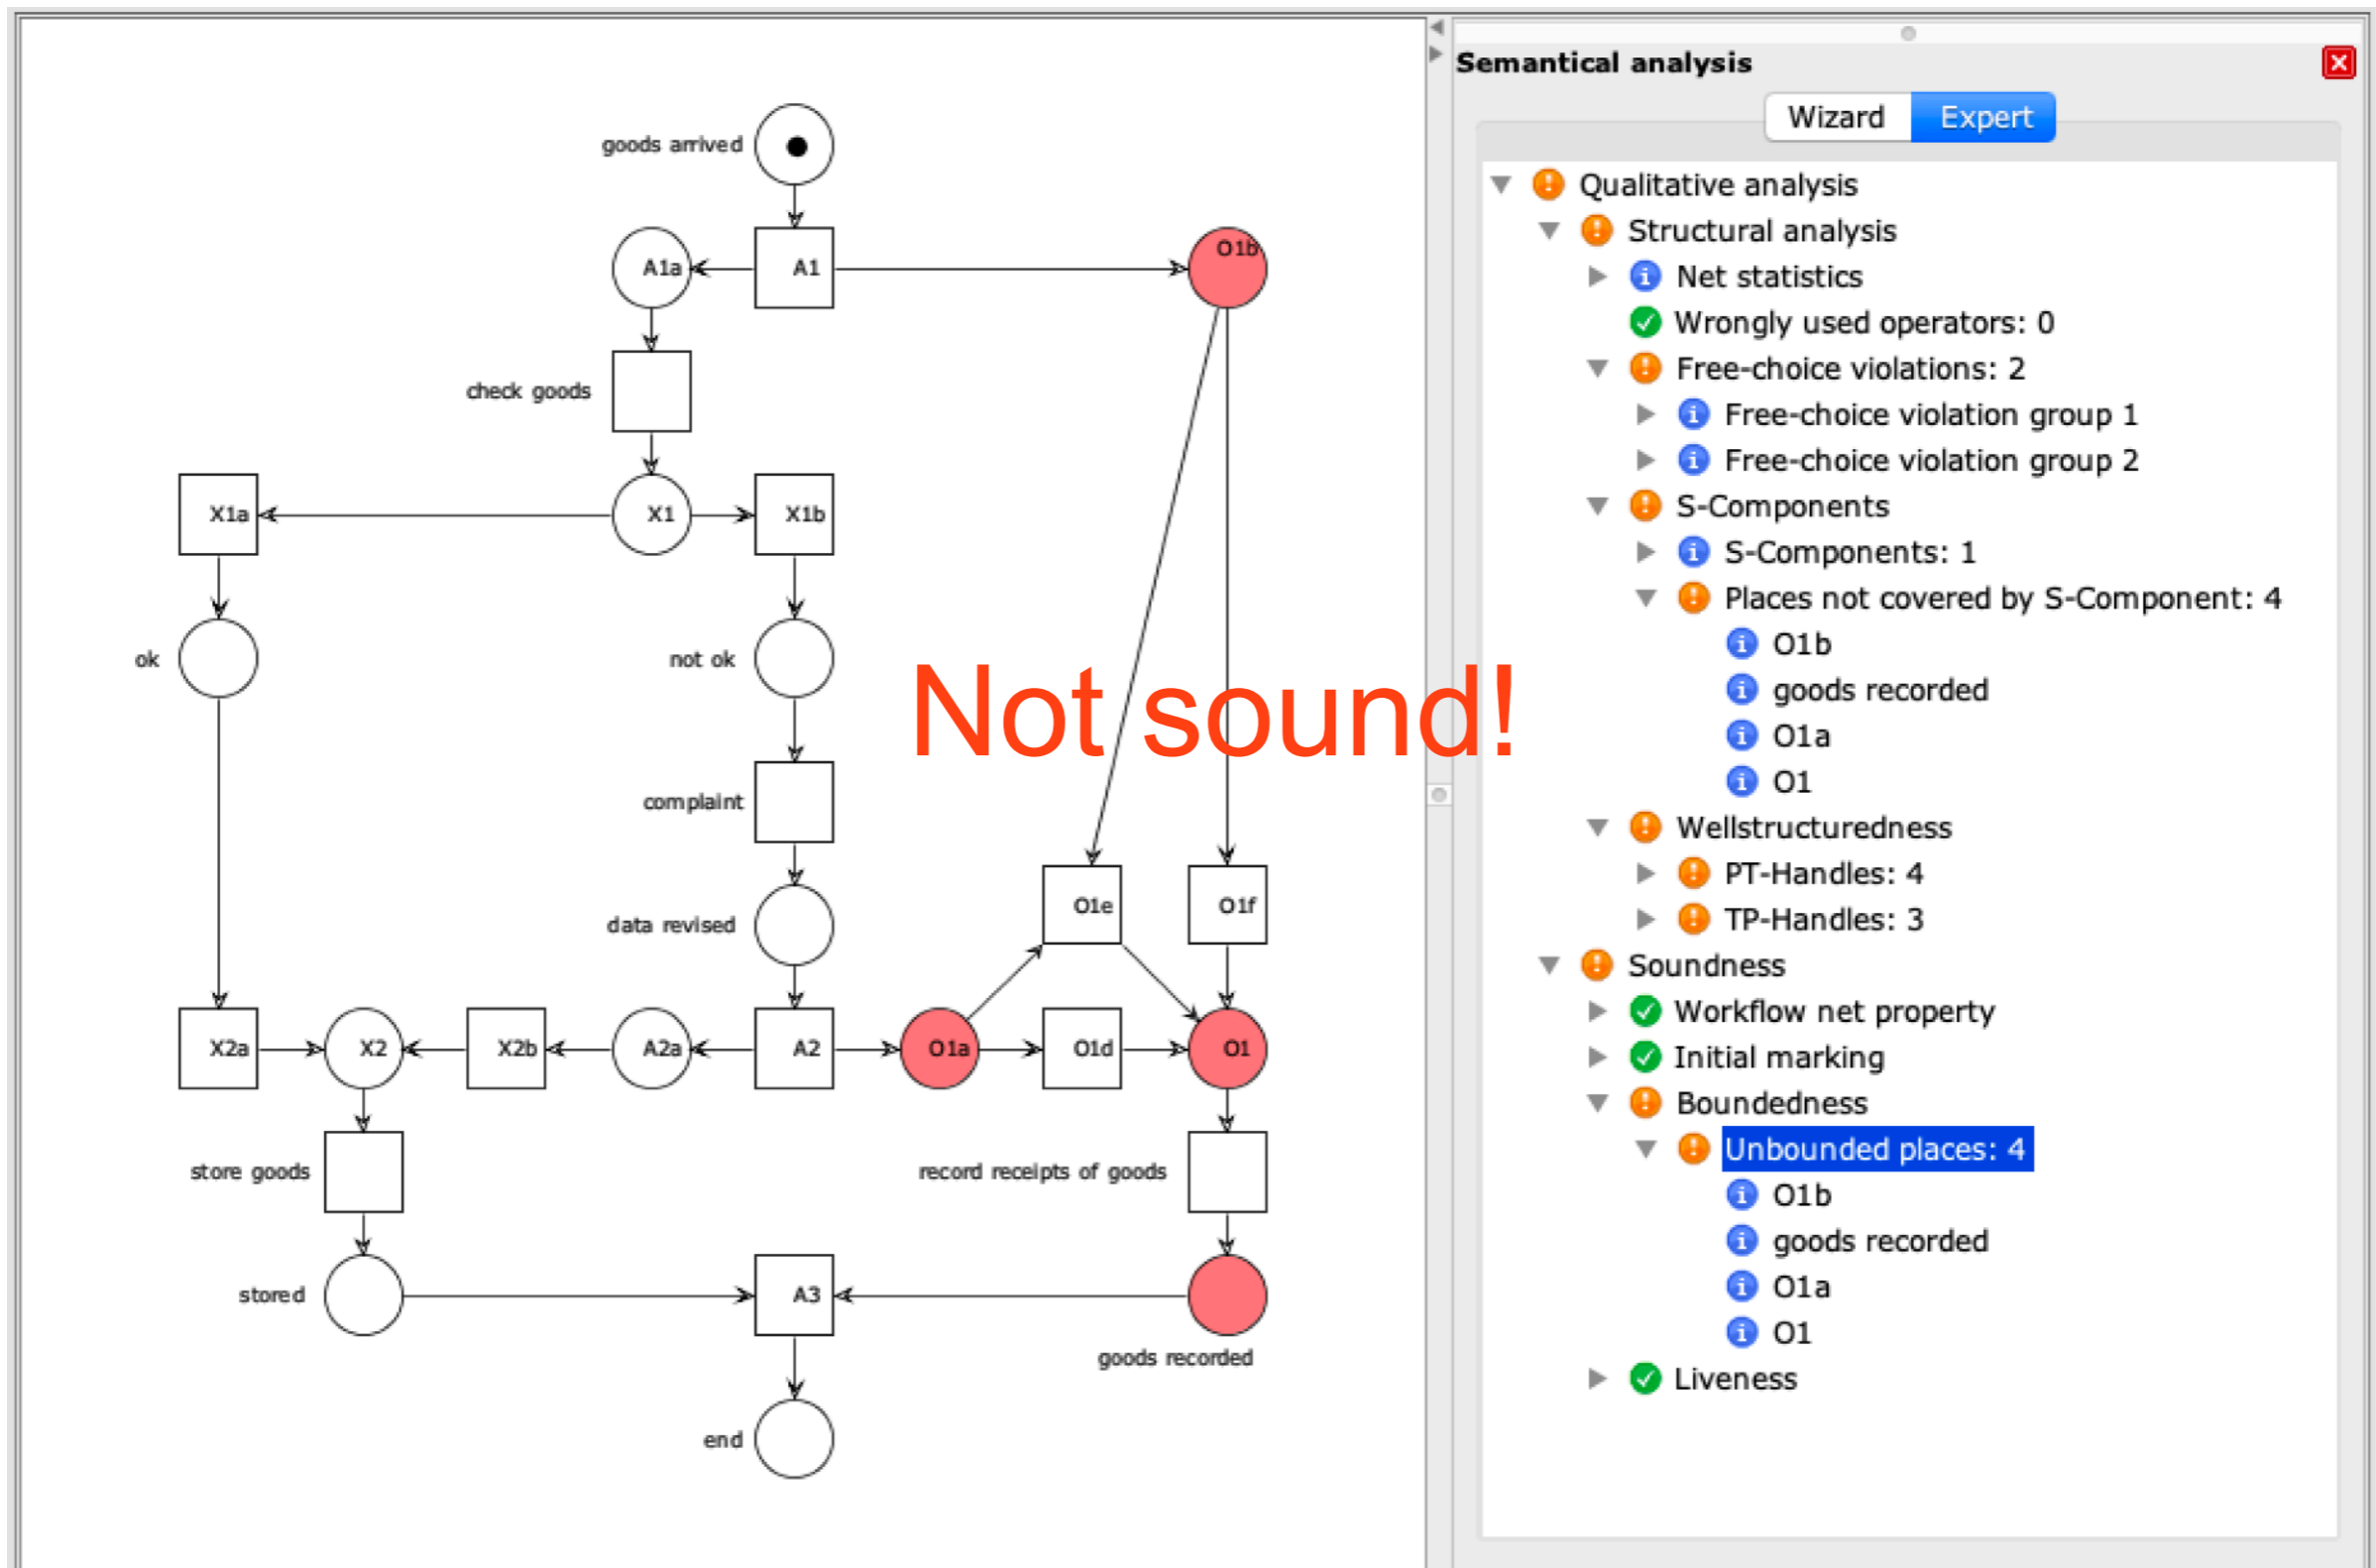 goods arrived
A1a
A1
O1b
check goods
X1a
X1
X1b
ok
not ok
Not sound!
complaint
O1e
O1f
data revised
X2a
X2
X2b
A2a
A2
O1a
O1d
O1
store goods
record receipts of goods
stored
A3
goods recorded
end
Semantical analysis
Wizard
Expert
Qualitative analysis
Structural analysis
Net statistics
Wrongly used operators: 0
Free-choice violations: 2
Free-choice violation group 1
Free-choice violation group 2
S-Components
S-Components: 1
Places not covered by S-Component: 4
O1b
goods recorded
O1a
O1
Wellstructuredness
PT-Handles: 4
TP-Handles: 3
Soundness
Workflow net property
Initial marking
Boundedness
Unbounded places: 4
O1b
goods recorded
O1a
O1
Liveness